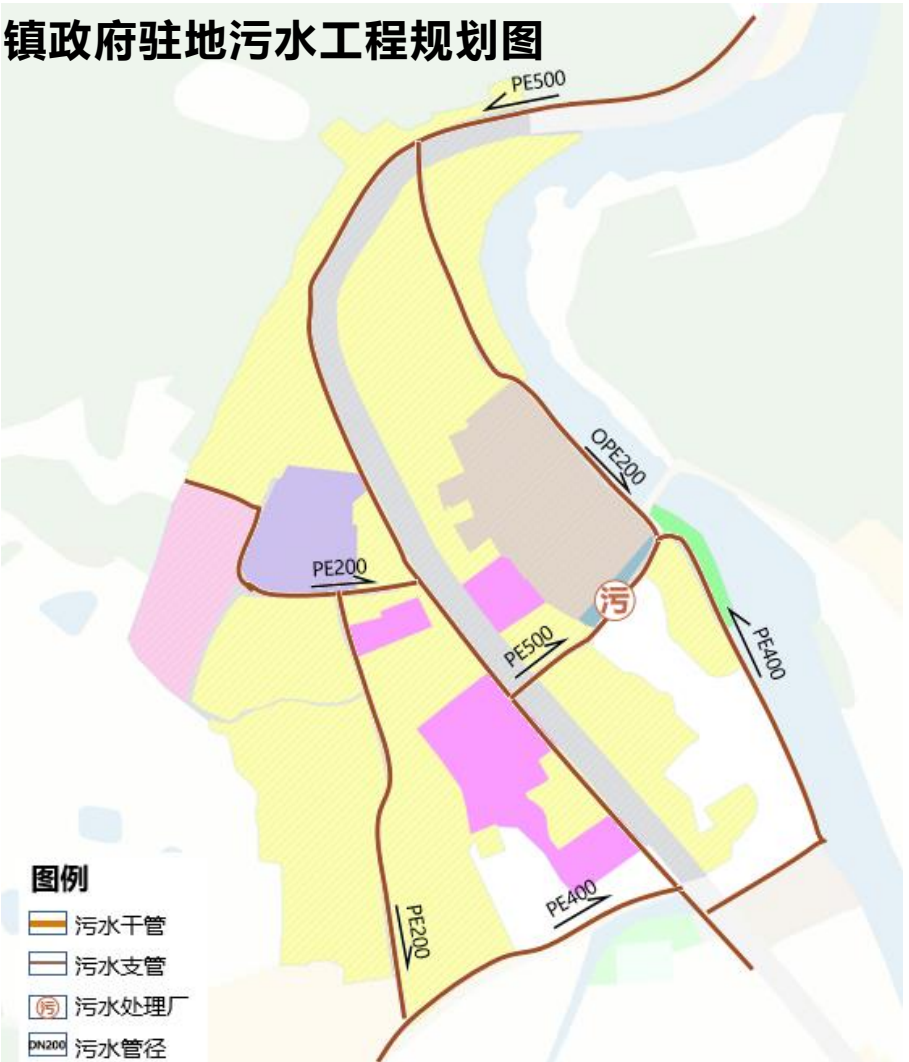 镇政府驻地污水工程规划图
PE500
OPE200
PE200
污
PE500
PE400
PE400
PE200
图例
污水干管
污水支管
污 污水处理厂
DN200 污水管径